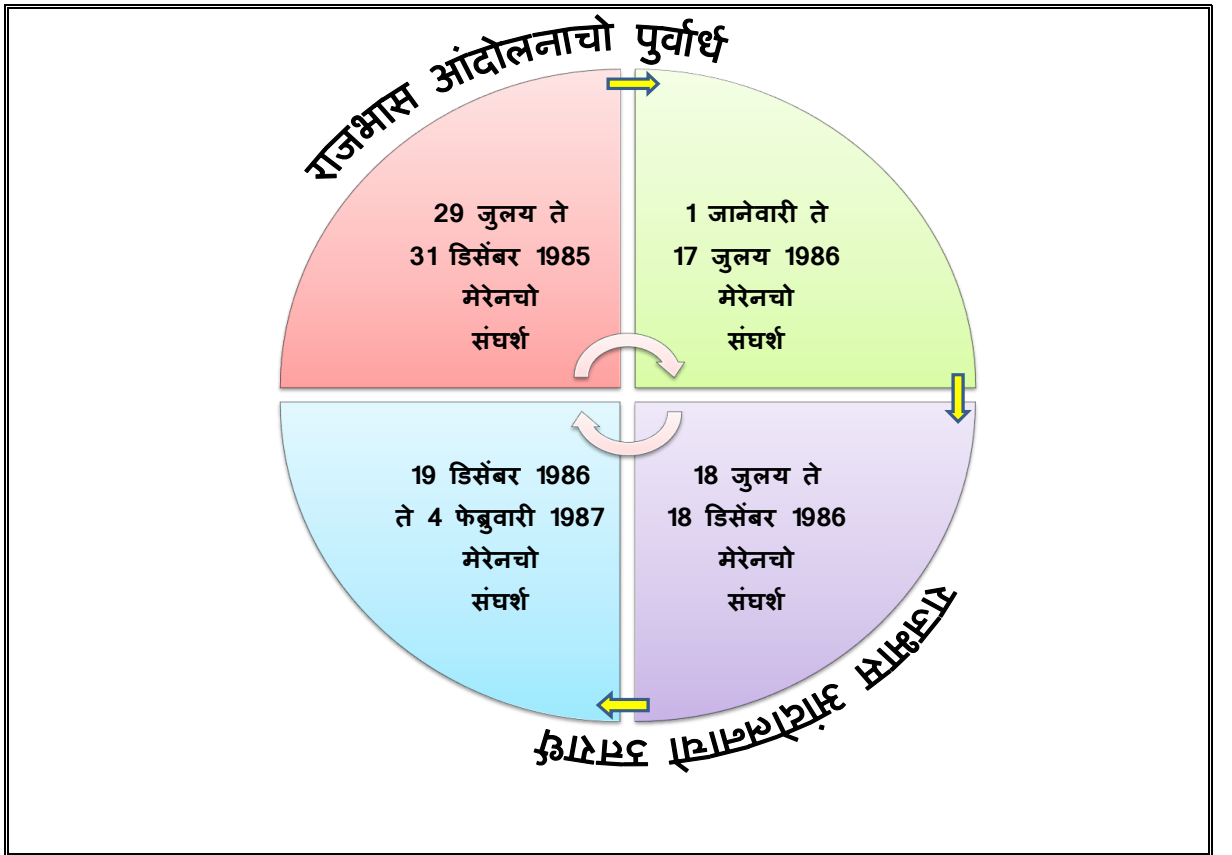 राजभास आंदोलनाचो पुर्वार्ध
29 जुलय ते
31 डिसेंबर 1985
मेरेनचो
संघर्श
1 जानेवारी ते
17 जुलय 1986
मेरेनचो
संघर्श
18 जुलय ते
18 डिसेंबर 1986
मेरेनचो
संघर्श
19 डिसेंबर 1986
ते 4 फेब्रुवारी 1987
मेरेनचो
संघर्श
राजभास आंदोलनाचो उत्तरार्ध